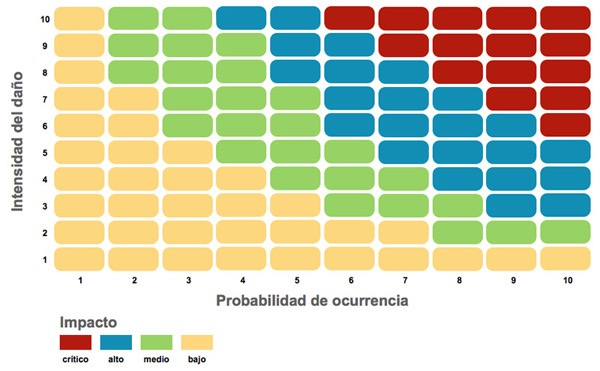 Intensidad del daño
10
9
8
7
6
5
4
3
2
1
1 2 3 4 5 6 7 8 9 10
Probabilidad de ocurrencia
Impacto
crítico alto medio bajo